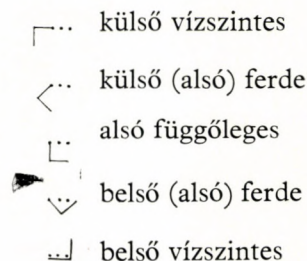 külső vízszintes
külső (alsó) ferde
alsó függőleges
belső (alsó) ferde
belső vízszintes